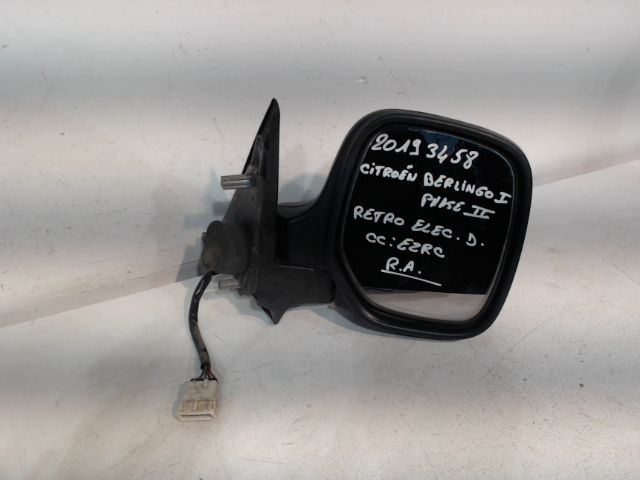 20193458
CiTROËN BERLINGO I
PHASE II
RETRO ELEC. D.
CC: EZRC
R.A.